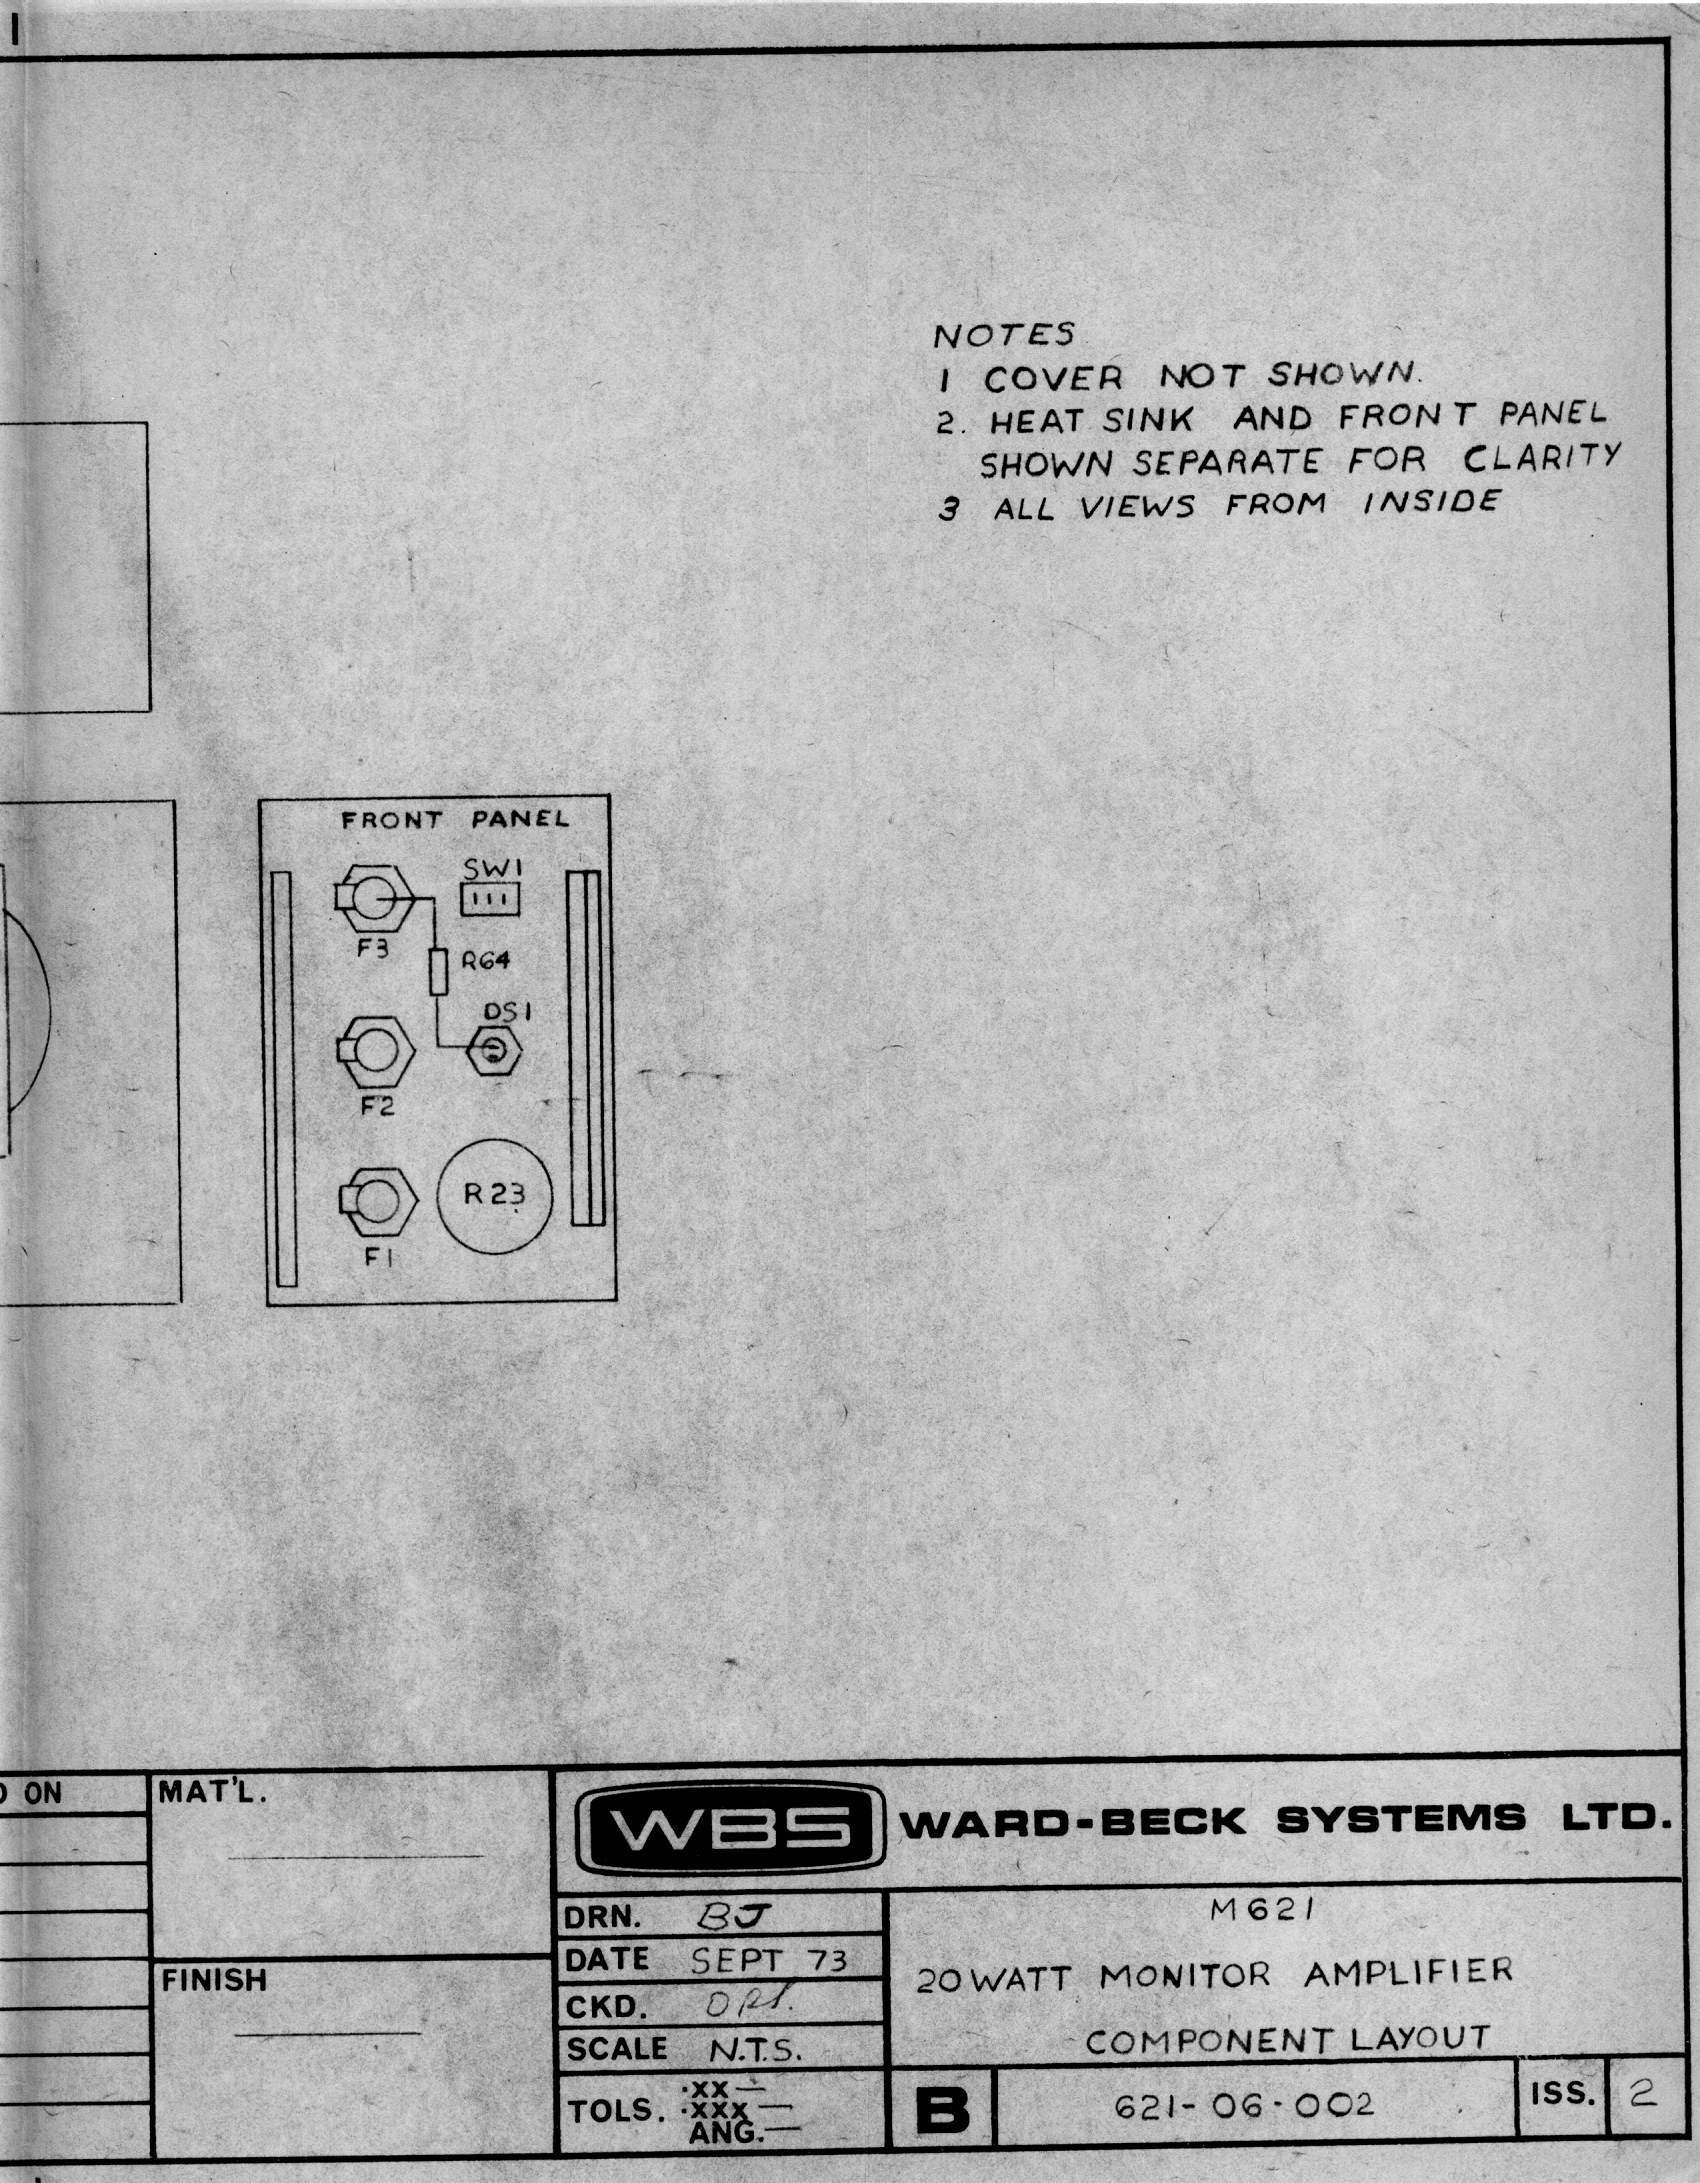 NOTES
1 COVER NOT SHOWN.
2. HEAT SINK AND FRONT PANEL
SHOWN SEPARATE FOR CLARITY
3 ALL VIEWS FROM INSIDE
FRONT PANEL
SW1
F3
R64
DS1
F2
R23
F1
ON
MAT'L.
FINISH
WBS WARD-BECK SYSTEMS LTD.
DRN. BJ
DATE SEPT 73
CKD.
SCALE N.T.S.
TOLS. .XX —
.XXX —
ANG. —
M621
20 WATT MONITOR AMPLIFIER
COMPONENT LAYOUT
B 621-06-002 ISS. 2